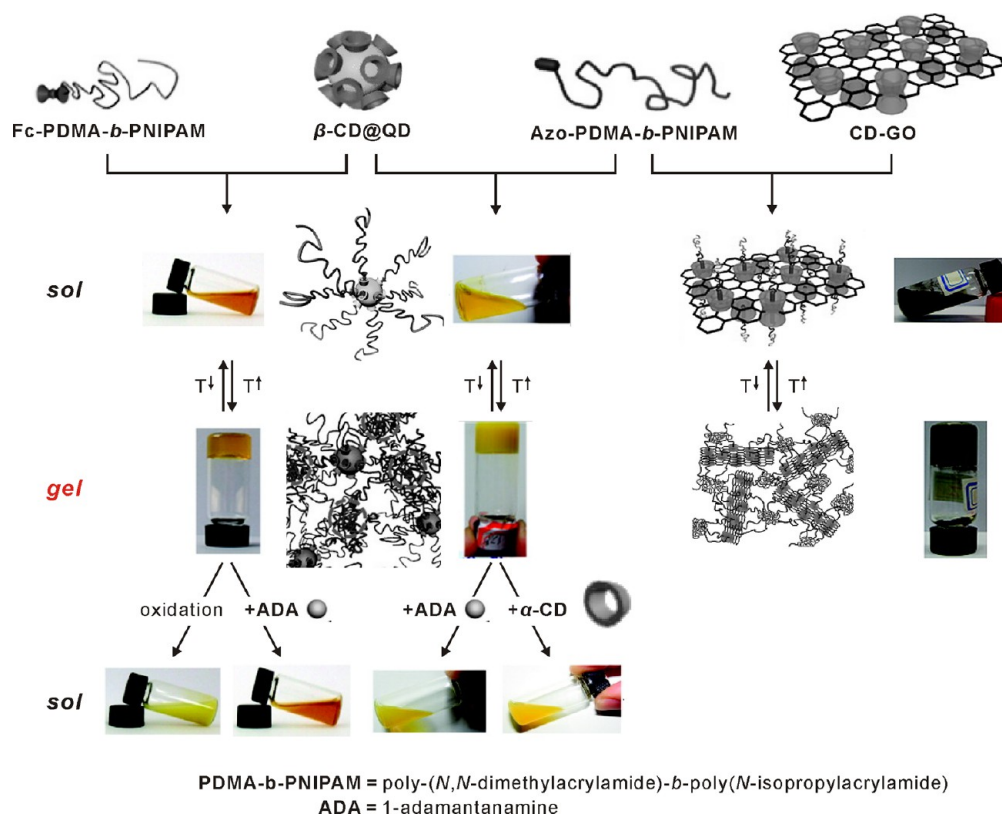 Fc-PDMA-b-PNIPAM β-CD@QD Azo-PDMA-b-PNIPAM CD-GO
sol
T↓ T↑ T↓ T↑ T↓ T↑
gel
oxidation +ADA +ADA +α-CD
sol
PDMA-b-PNIPAM = poly-(N,N-dimethylacrylamide)-b-poly(N-isopropylacrylamide)
ADA = 1-adamantanamine